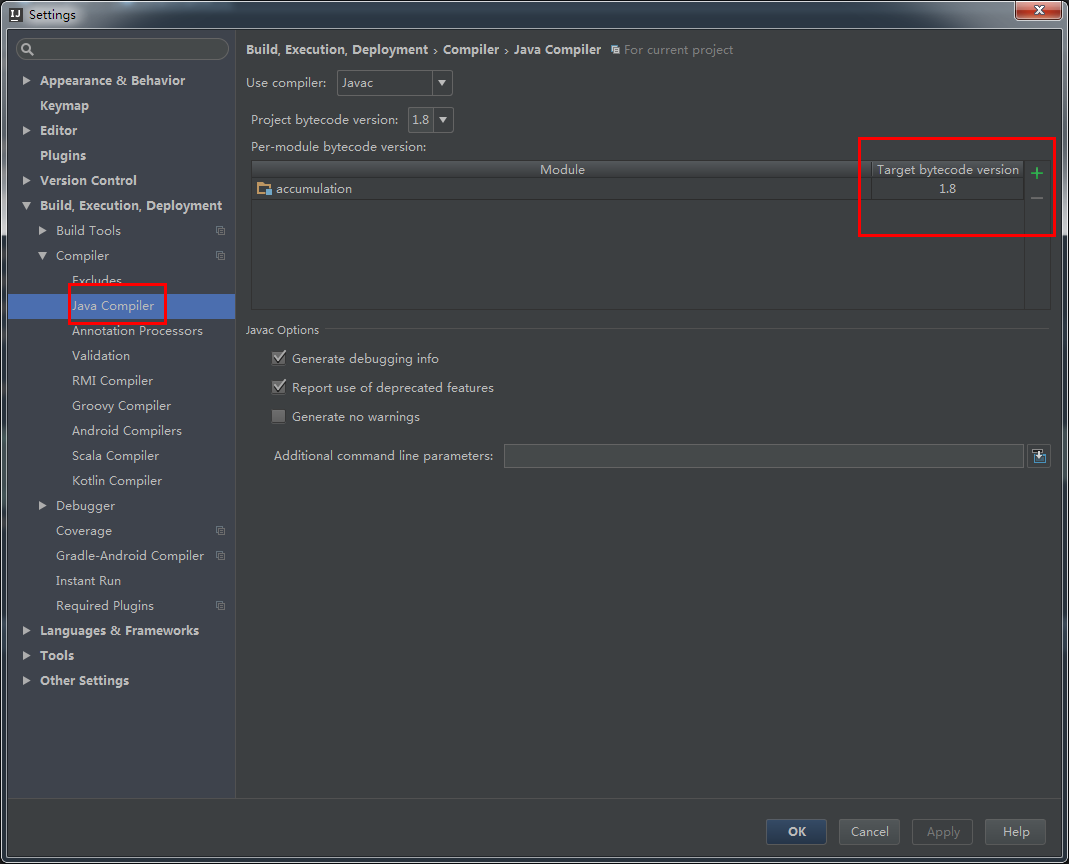 Settings
Appearance & Behavior
Keymap
Editor
Plugins
Version Control
Build, Execution, Deployment
Build Tools
Compiler
Excludes
Java Compiler
Annotation Processors
Validation
RMI Compiler
Groovy Compiler
Android Compilers
Scala Compiler
Kotlin Compiler
Debugger
Coverage
Gradle-Android Compiler
Instant Run
Required Plugins
Languages & Frameworks
Tools
Other Settings
Build, Execution, Deployment › Compiler › Java Compiler For current project
Use compiler: Javac
Project bytecode version: 1.8
Per-module bytecode version:
Module Target bytecode version
accumulation 1.8
Javac Options
Generate debugging info
Report use of deprecated features
Generate no warnings
Additional command line parameters:
OK Cancel Apply Help